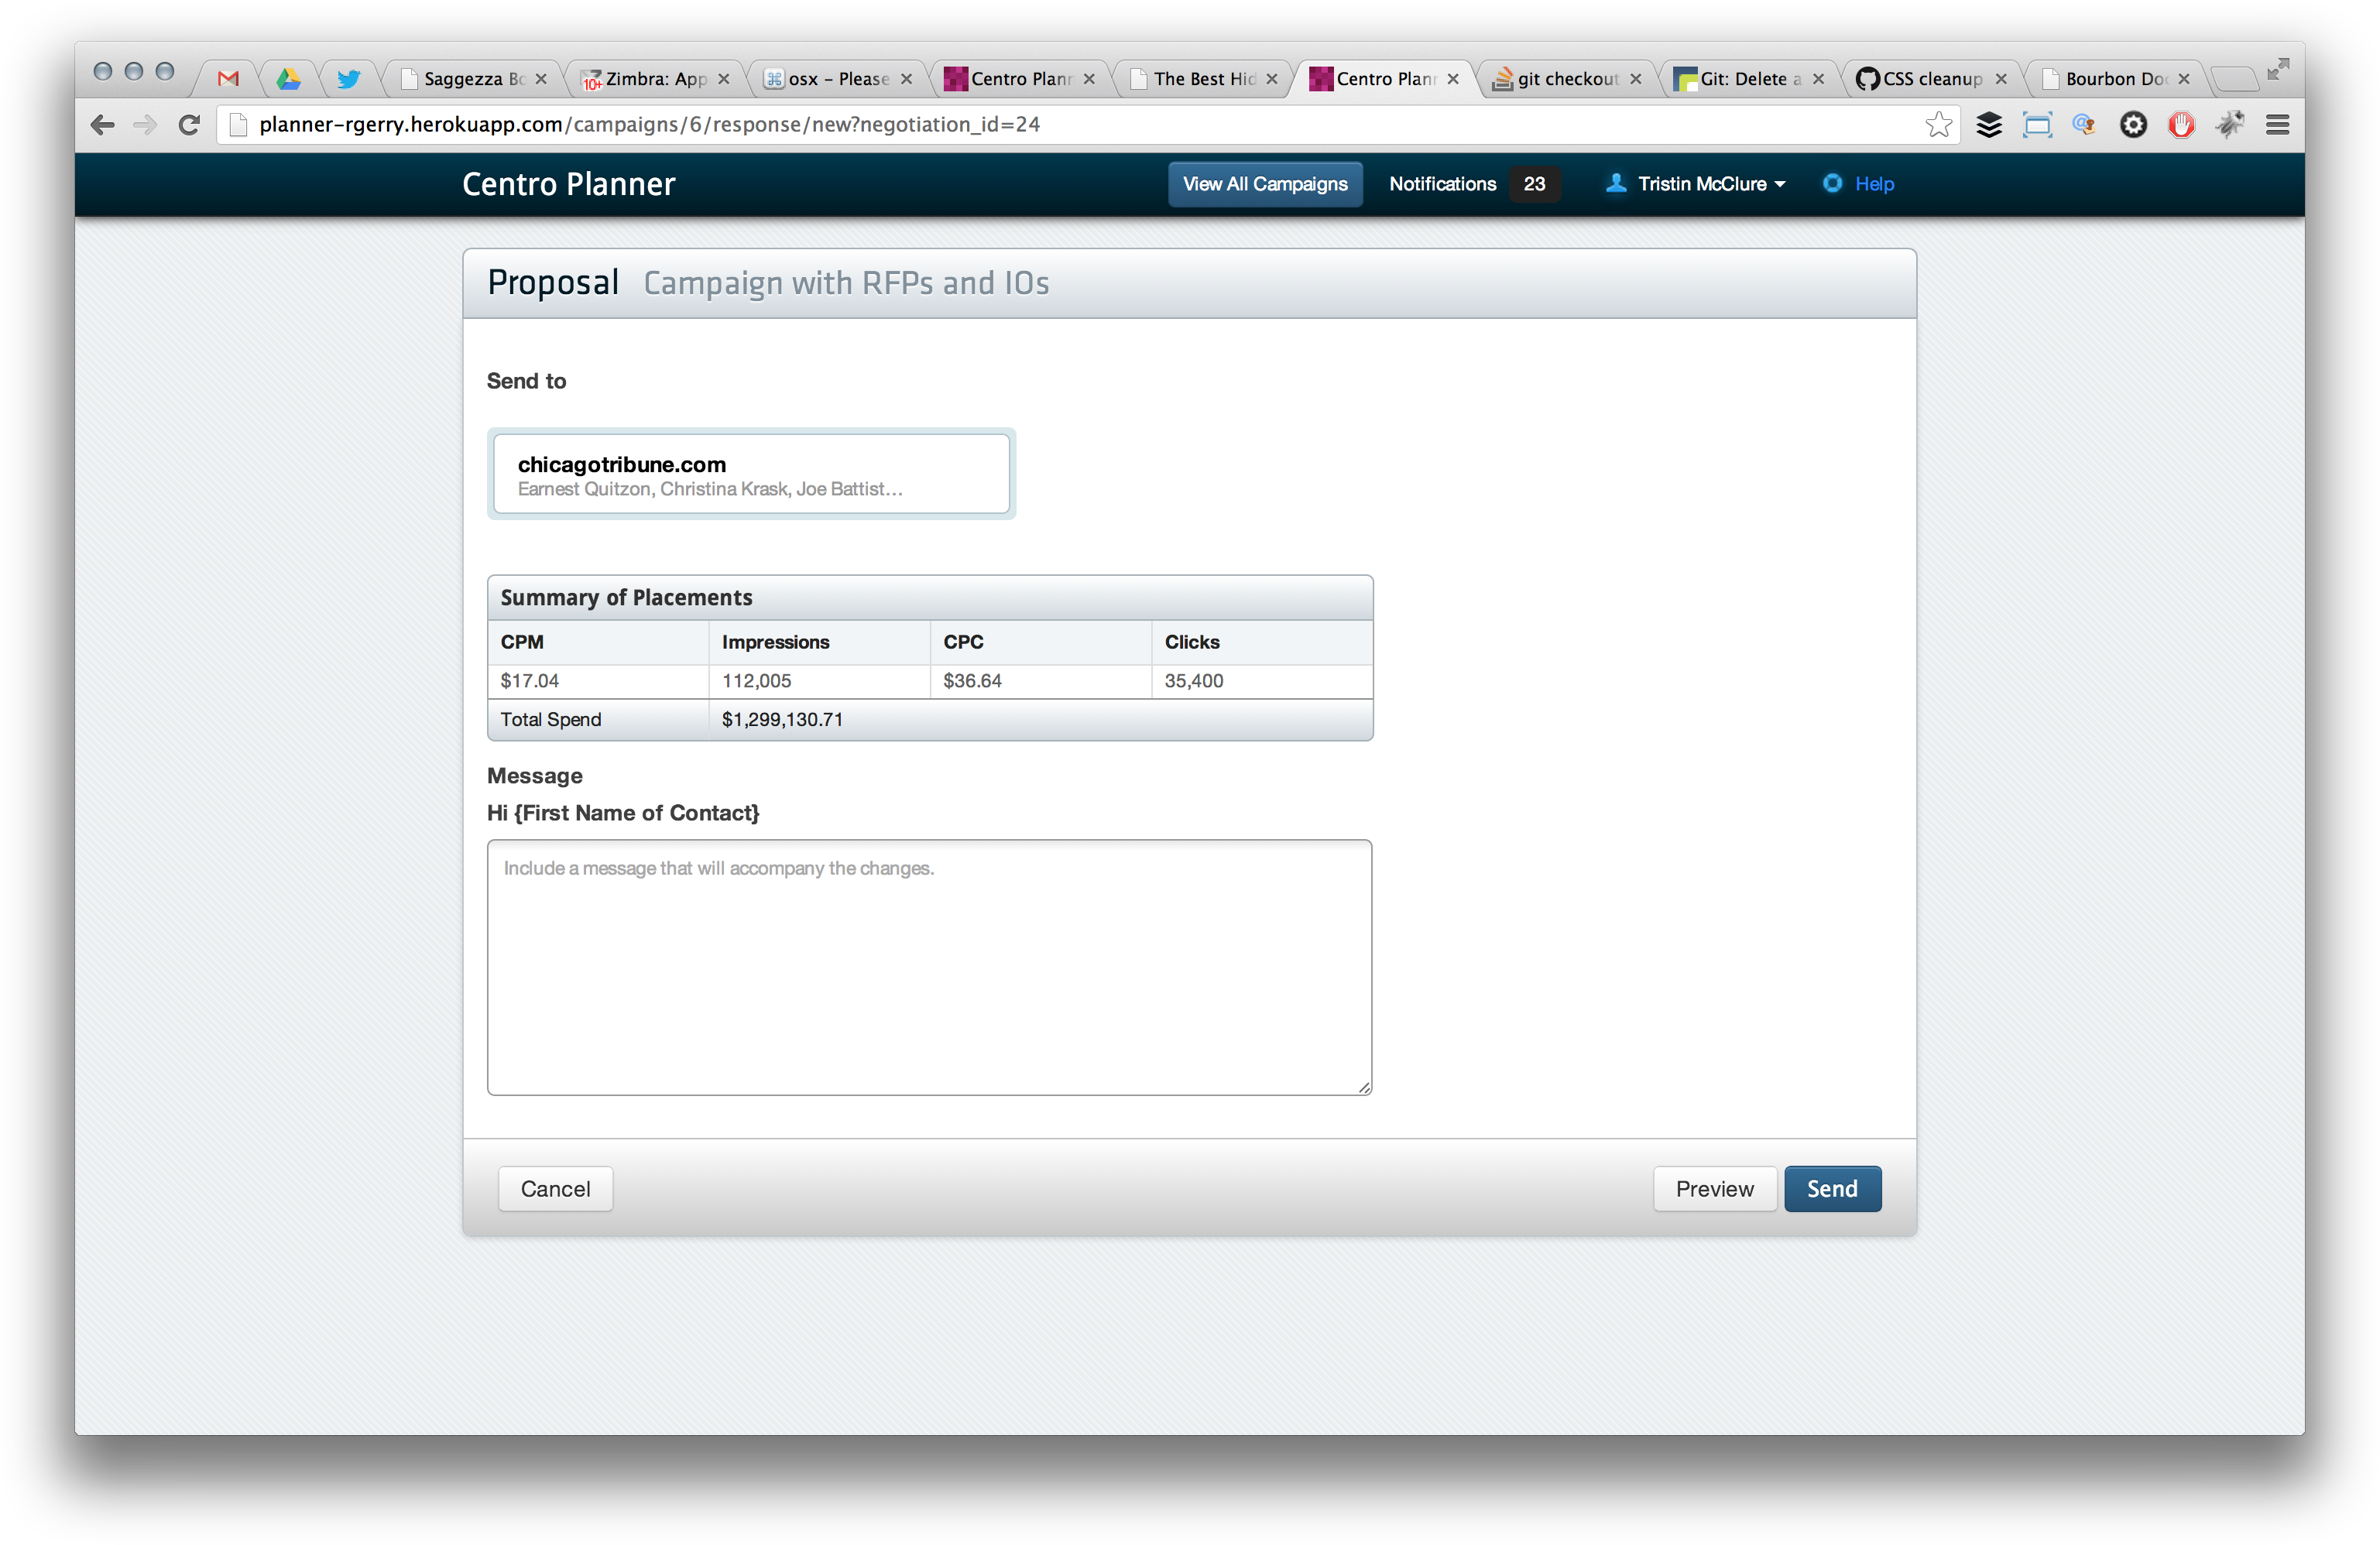 Saggezza Bo
10+ Zimbra: App
osx – Please
Centro Plann
The Best Hid
Centro Plann
git checkout
Git: Delete a
CSS cleanup
Bourbon Doc
planner-rgerry.herokuapp.com/campaigns/6/response/new?negotiation_id=24
Centro Planner
View All Campaigns
Notifications 23
Tristin McClure
Help
Proposal Campaign with RFPs and IOs
Send to
chicagotribune.com
Earnest Quitzon, Christina Krask, Joe Battist…
Summary of Placements
CPM Impressions CPC Clicks
$17.04 112,005 $36.64 35,400
Total Spend $1,299,130.71
Message
Hi {First Name of Contact}
Include a message that will accompany the changes.
Cancel Preview Send